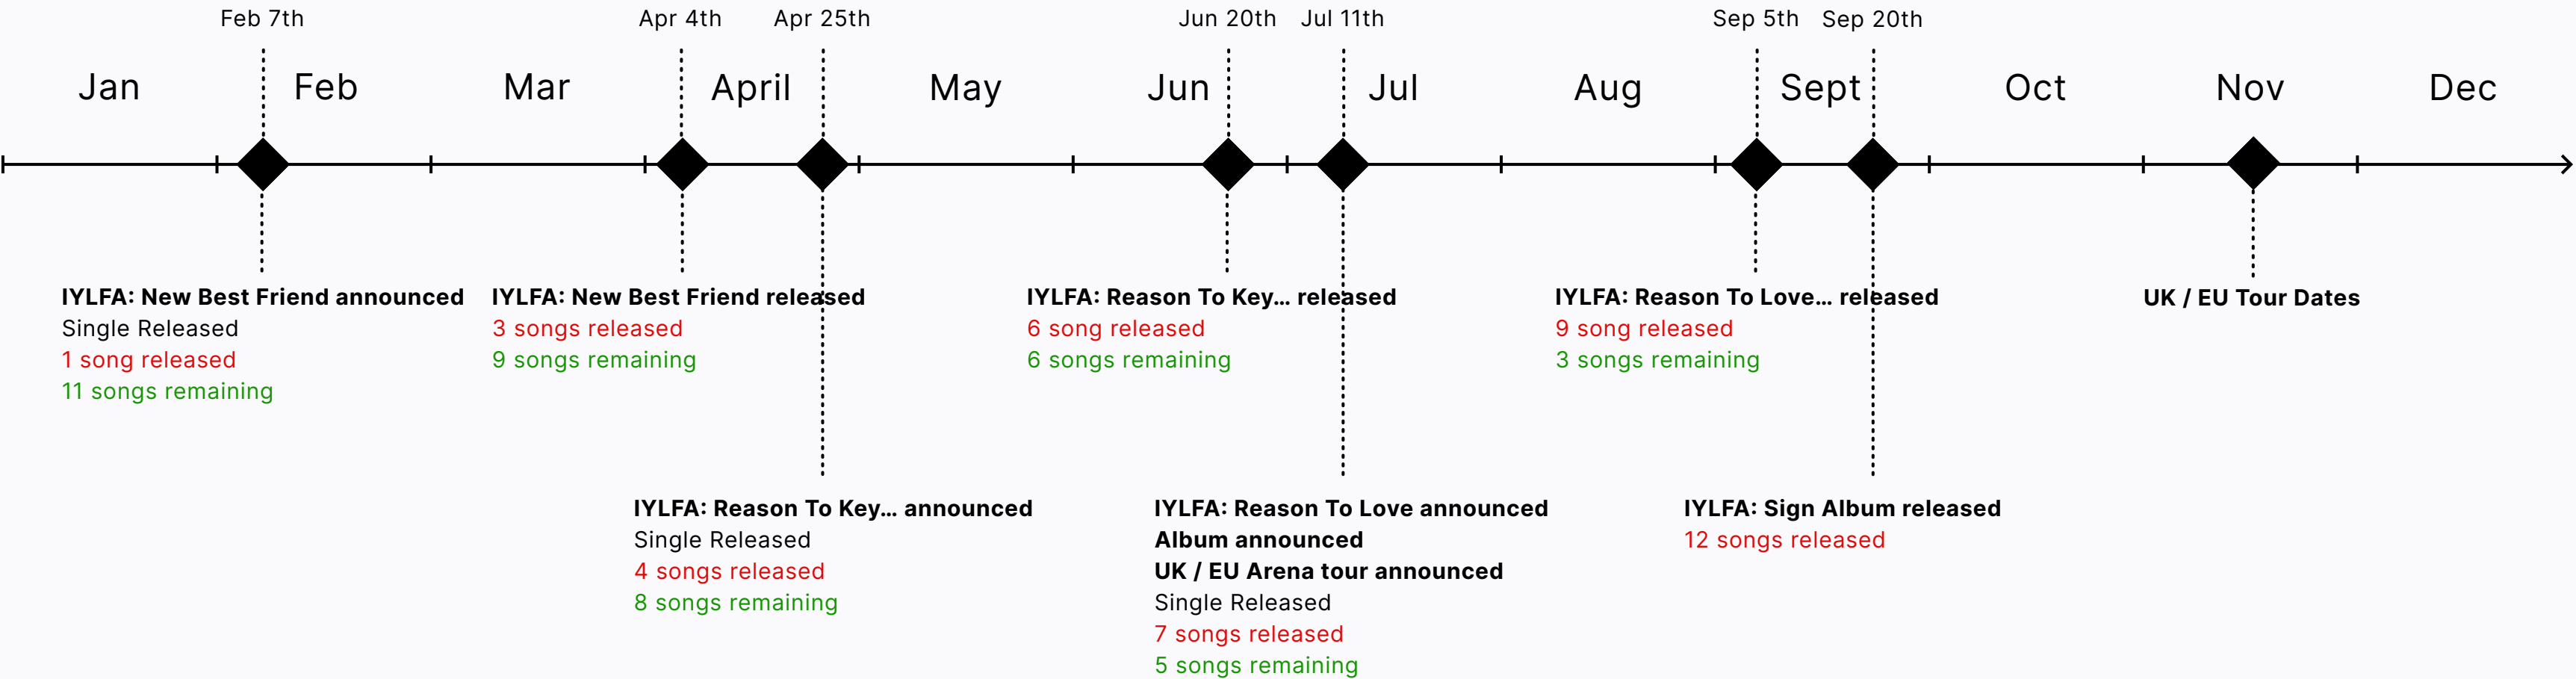 Feb 7th
Apr 4th
Apr 25th
Jun 20th
Jul 11th
Sep 5th
Sep 20th
Jan
Feb
Mar
April
May
Jun
Jul
Aug
Sept
Oct
Nov
Dec
IYLFA: New Best Friend announced
Single Released
1 song released
11 songs remaining
IYLFA: New Best Friend released
3 songs released
9 songs remaining
IYLFA: Reason To Key... released
6 song released
6 songs remaining
IYLFA: Reason To Love... released
9 song released
3 songs remaining
UK / EU Tour Dates
IYLFA: Reason To Key... announced
Single Released
4 songs released
8 songs remaining
IYLFA: Reason To Love announced
Album announced
UK / EU Arena tour announced
Single Released
7 songs released
5 songs remaining
IYLFA: Sign Album released
12 songs released